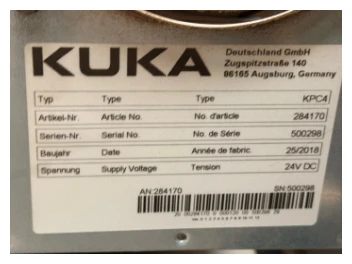 KUKA
Deutschland GmbH
Zugspitzstraße 140
86165 Augsburg, Germany
Typ Type Type KPC4
Artikel-Nr. Article No. No. d'article 284170
Serien-Nr. Serial No. No. de Série 500298
Baujahr Date Année de fabric. 25/2018
Spannung Supply Voltage Tension 24V DC
AN:284170 SN:500298